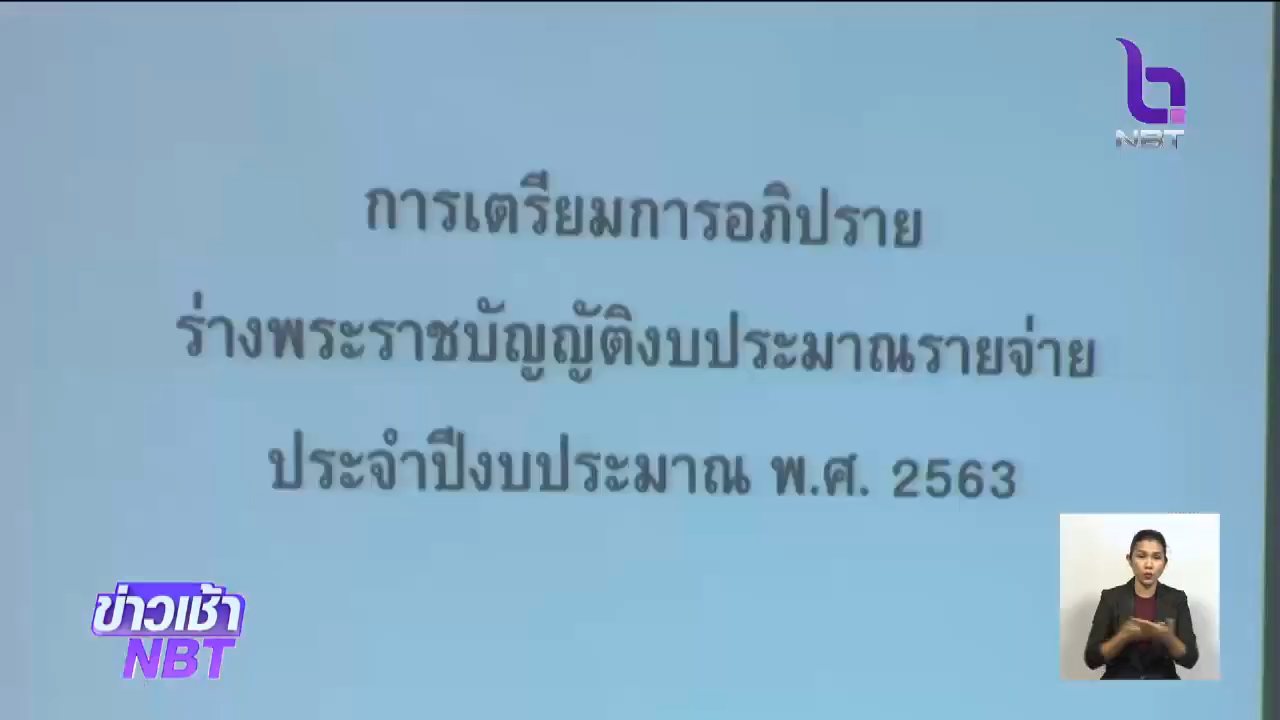 NBT
การเตรียมการอภิปราย
ร่างพระราชบัญญัติงบประมาณรายจ่าย
ประจำปีงบประมาณ พ.ศ. 2563
ข่าวเช้า
NBT